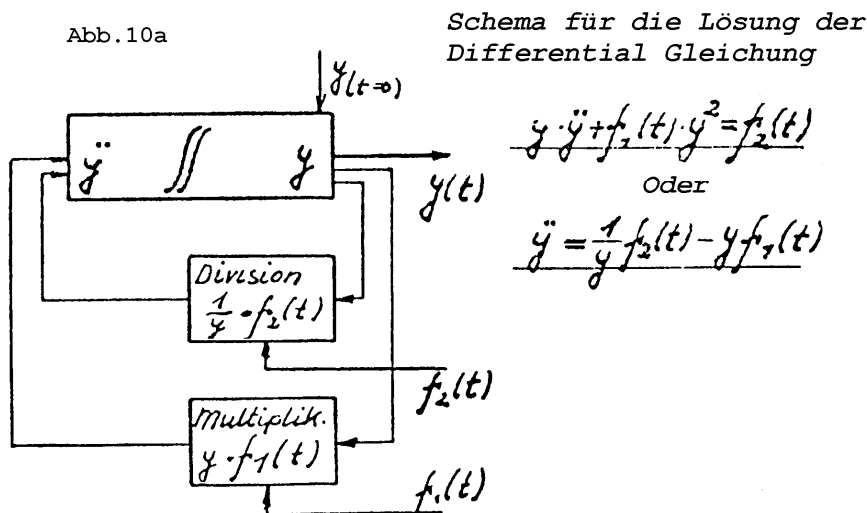 Abb.10a
Schema für die Lösung der
Differential Gleichung
y(t=0)
ÿ ∬ y
y(t)
y·ÿ+f₁(t)·y²=f₂(t)
Oder
ÿ = 1/y f₂(t) - y f₁(t)
Division
1/y · f₂(t)
f₂(t)
Multiplik.
y · f1(t)
f₁(t)